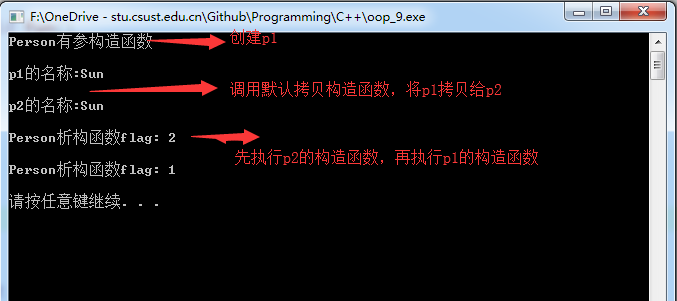 F:\OneDrive - stu.csust.edu.cn\Github\Programming\C++\oop_9.exe
Person有参构造函数
创建p1
p1的名称:Sun
调用默认拷贝构造函数，将p1拷贝给p2
p2的名称:Sun
Person析构函数flag: 2
先执行p2的构造函数，再执行p1的构造函数
Person析构函数flag: 1
请按任意键继续. . .